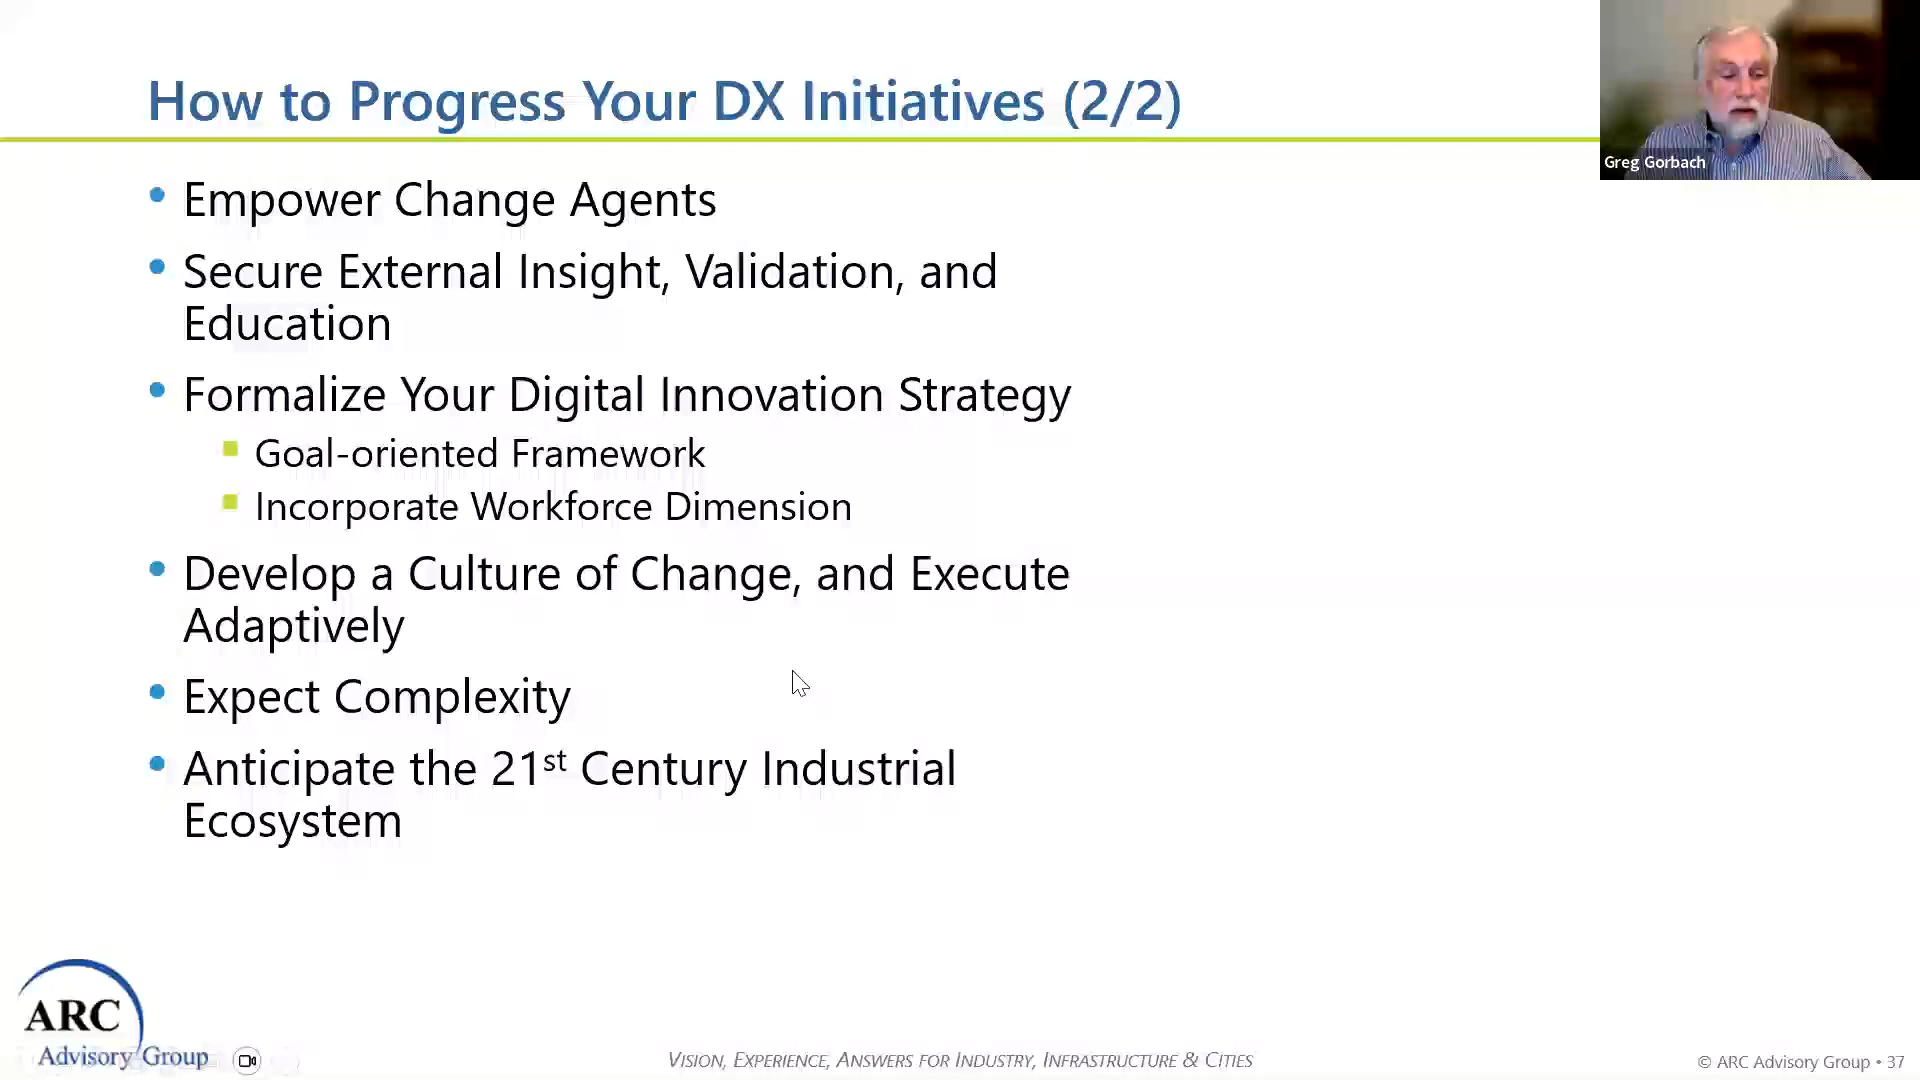 How to Progress Your DX Initiatives (2/2)
Greg Gorbach
• Empower Change Agents
• Secure External Insight, Validation, and
Education
• Formalize Your Digital Innovation Strategy
▪ Goal-oriented Framework
▪ Incorporate Workforce Dimension
• Develop a Culture of Change, and Execute
Adaptively
• Expect Complexity
• Anticipate the 21st Century Industrial
Ecosystem
ARC
Advisory Group
VISION, EXPERIENCE, ANSWERS FOR INDUSTRY, INFRASTRUCTURE & CITIES
© ARC Advisory Group • 37